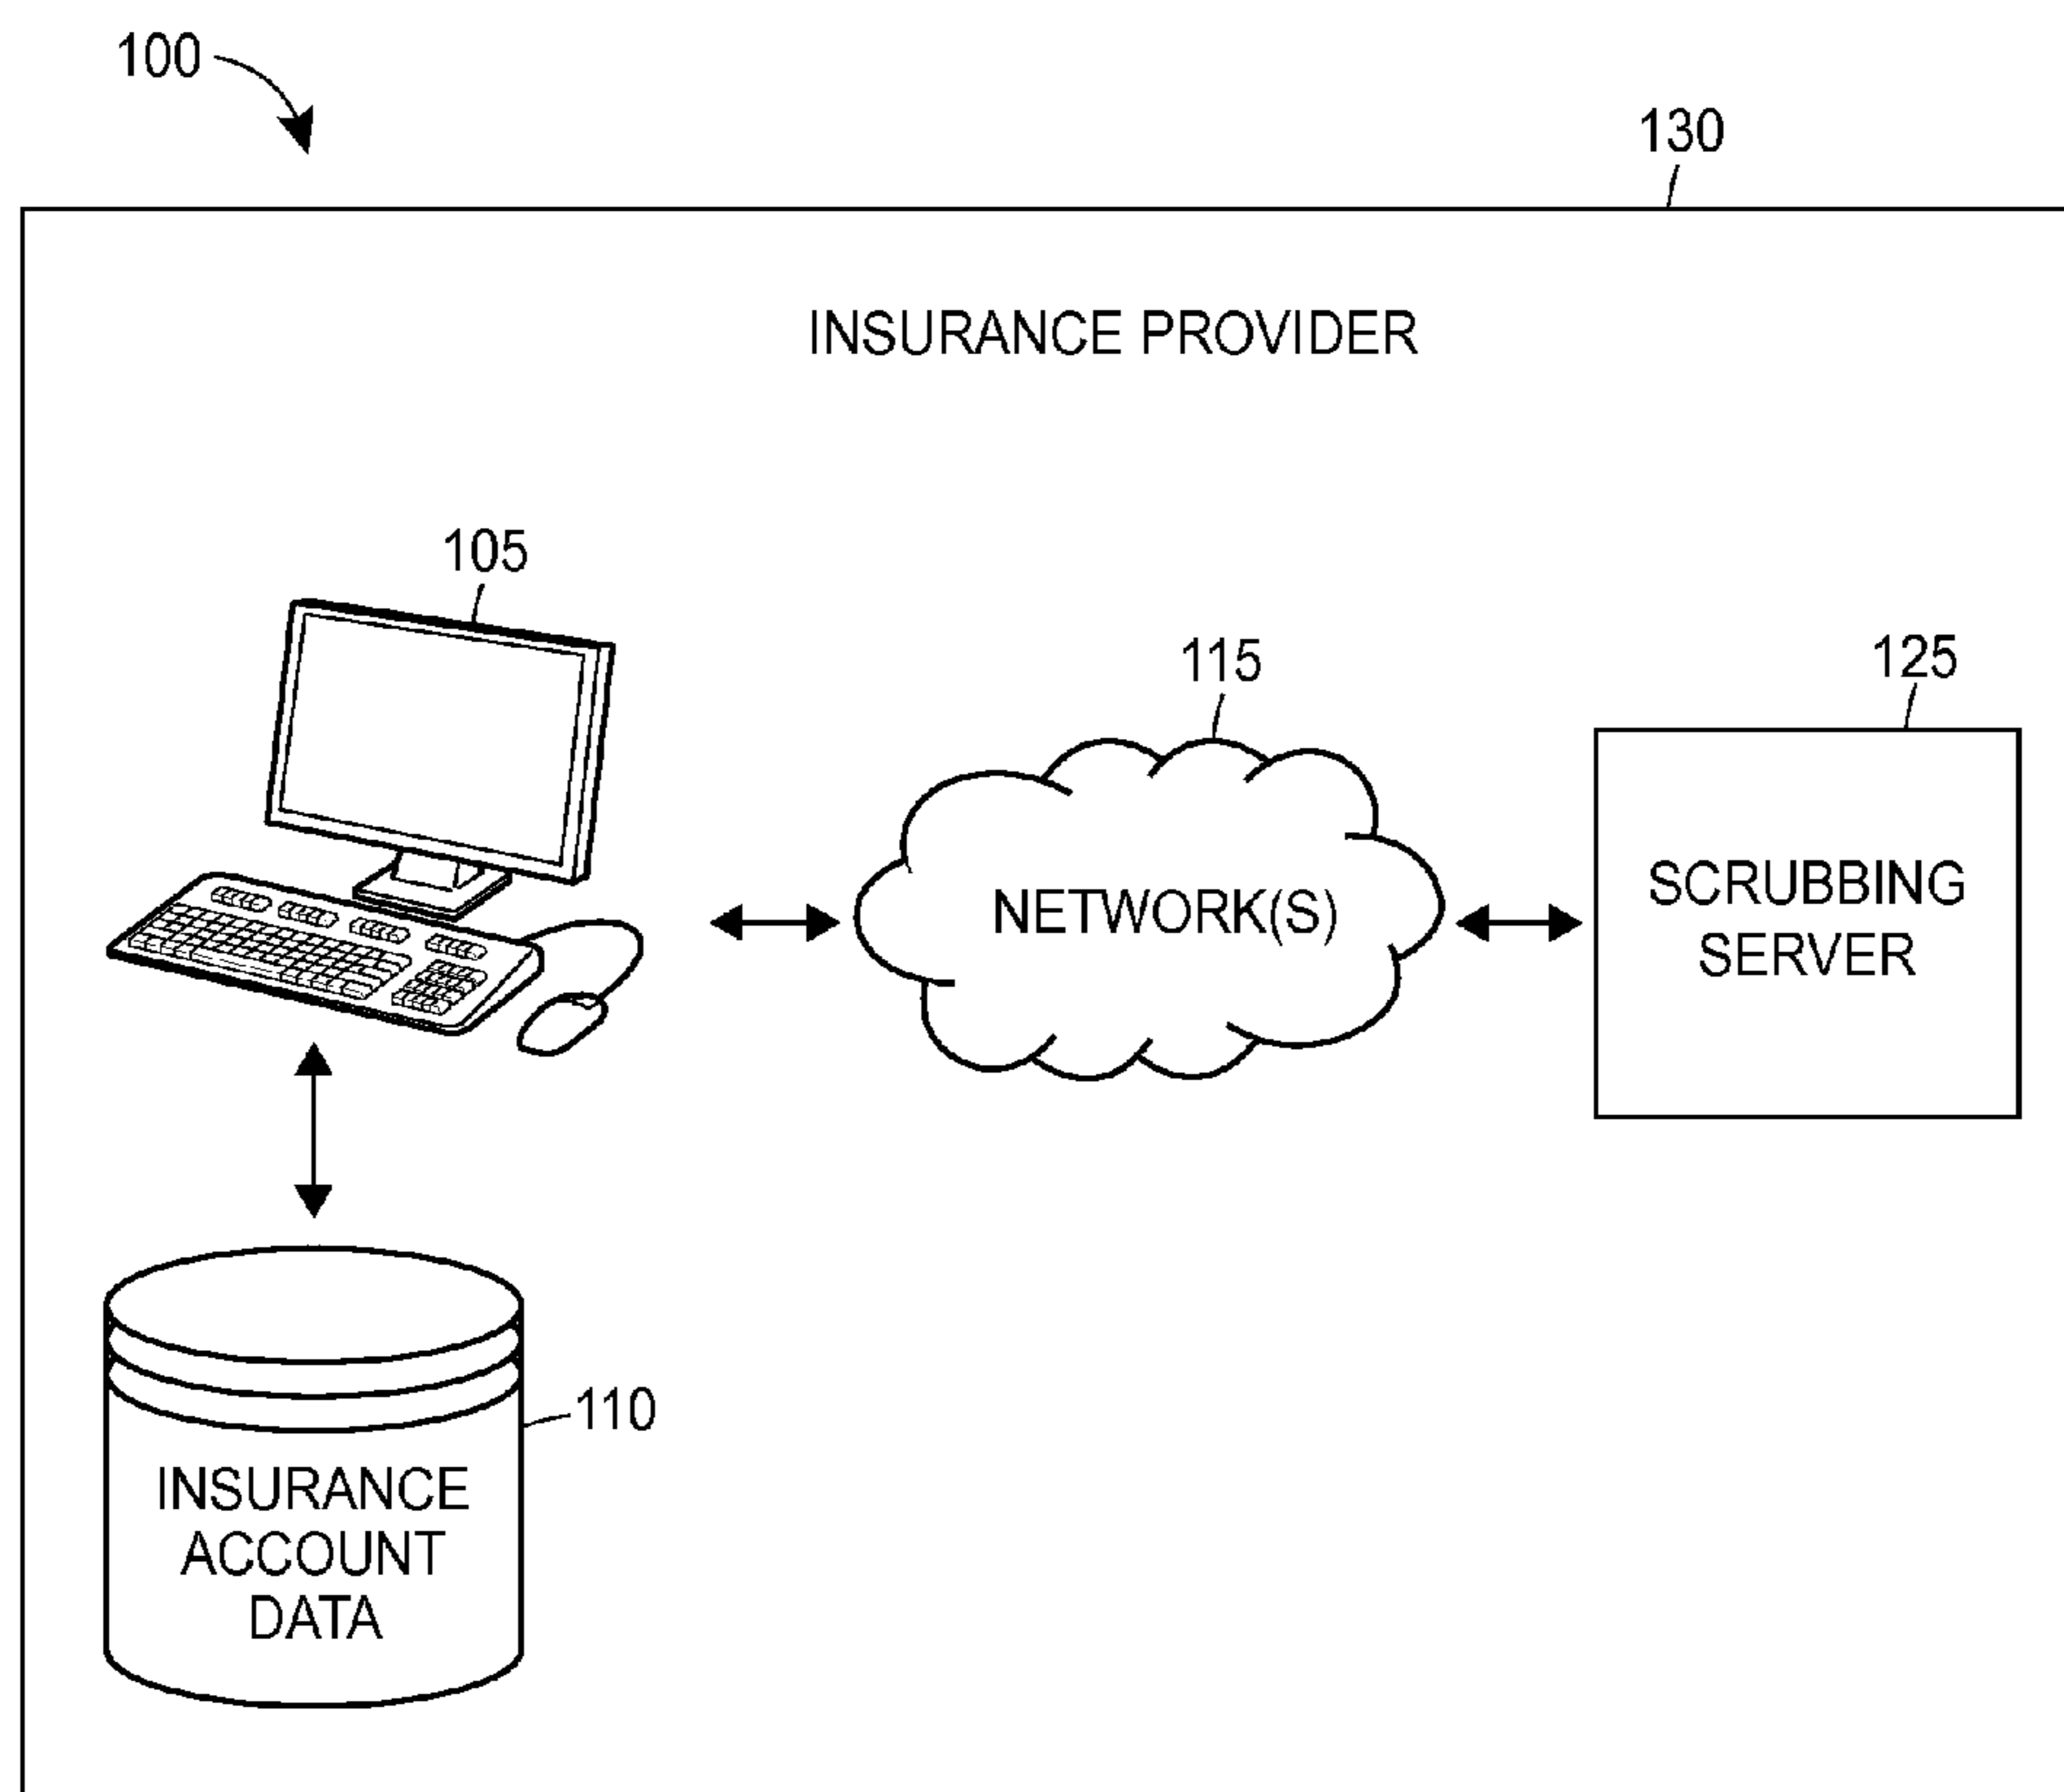 100
130
INSURANCE PROVIDER
105
115
125
NETWORK(S)
SCRUBBING
SERVER
110
INSURANCE
ACCOUNT
DATA